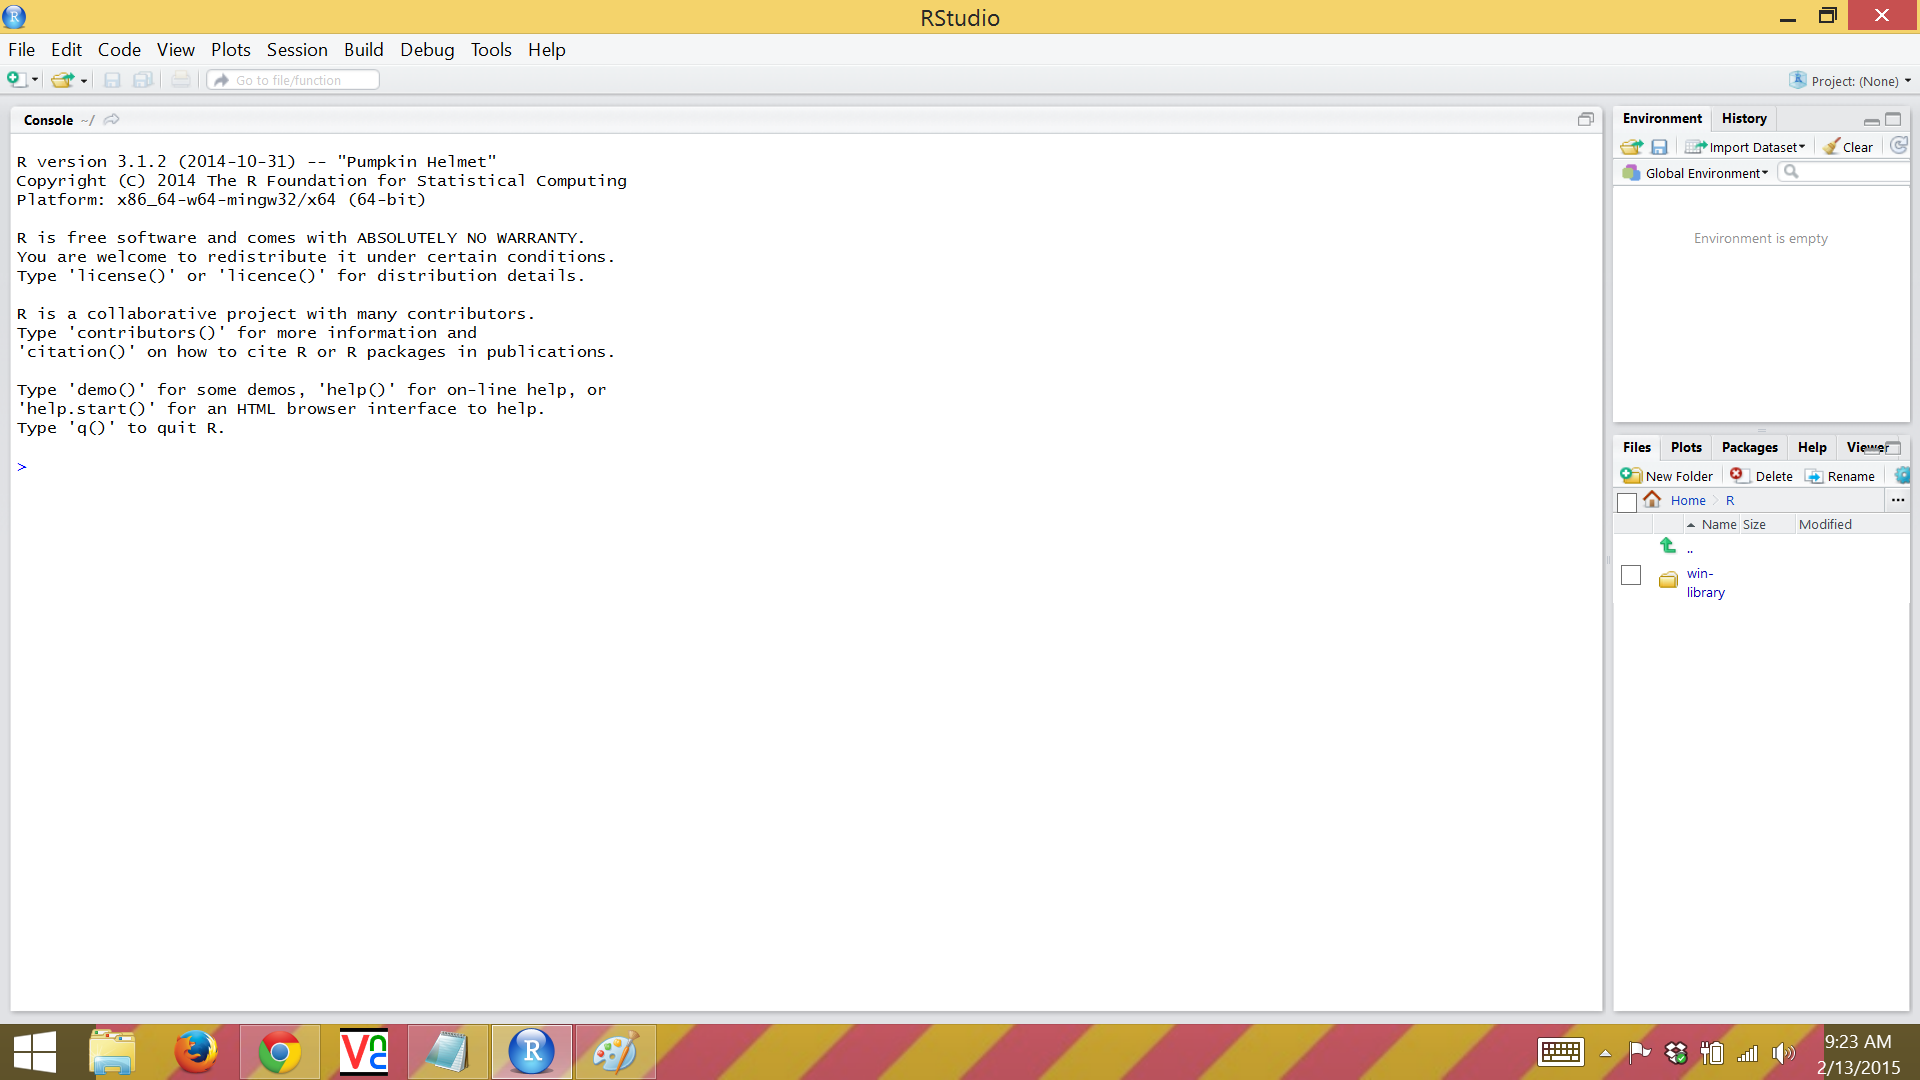 RStudio
File Edit Code View Plots Session Build Debug Tools Help
Go to file/function
Project: (None)
Console ~/
R version 3.1.2 (2014-10-31) -- "Pumpkin Helmet"
Copyright (C) 2014 The R Foundation for Statistical Computing
Platform: x86_64-w64-mingw32/x64 (64-bit)
R is free software and comes with ABSOLUTELY NO WARRANTY.
You are welcome to redistribute it under certain conditions.
Type 'license()' or 'licence()' for distribution details.
R is a collaborative project with many contributors.
Type 'contributors()' for more information and
'citation()' on how to cite R or R packages in publications.
Type 'demo()' for some demos, 'help()' for on-line help, or
'help.start()' for an HTML browser interface to help.
Type 'q()' to quit R.
>
Environment History
Import Dataset Clear
Global Environment
Environment is empty
Files Plots Packages Help Viewer
New Folder Delete Rename
Home R ...
Name Size Modified
..
win-
library
9:23 AM
2/13/2015